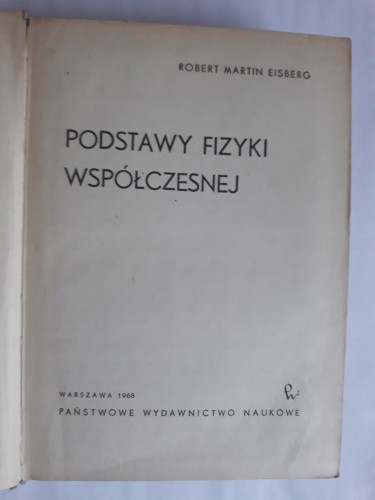 ROBERT MARTIN EISBERG
PODSTAWY FIZYKI
WSPÓŁCZESNEJ
WARSZAWA 1968
PAŃSTWOWE WYDAWNICTWO NAUKOWE